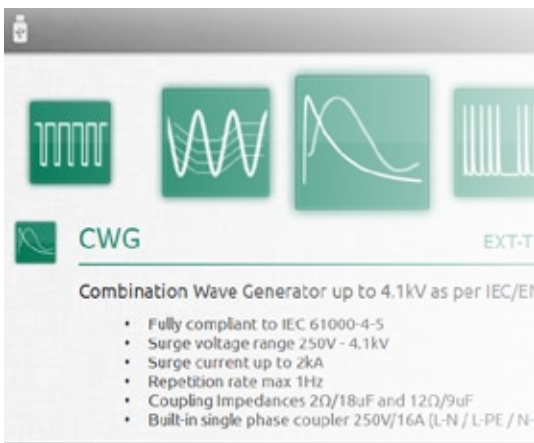 CWG
EXT-T
Combination Wave Generator up to 4.1kV as per IEC/EN
• Fully compliant to IEC 61000-4-5
• Surge voltage range 250V - 4.1kV
• Surge current up to 2kA
• Repetition rate max 1Hz
• Coupling Impedances 2Ω/18uF and 12Ω/9uF
• Built-in single phase coupler 250V/16A (L-N / L-PE / N-